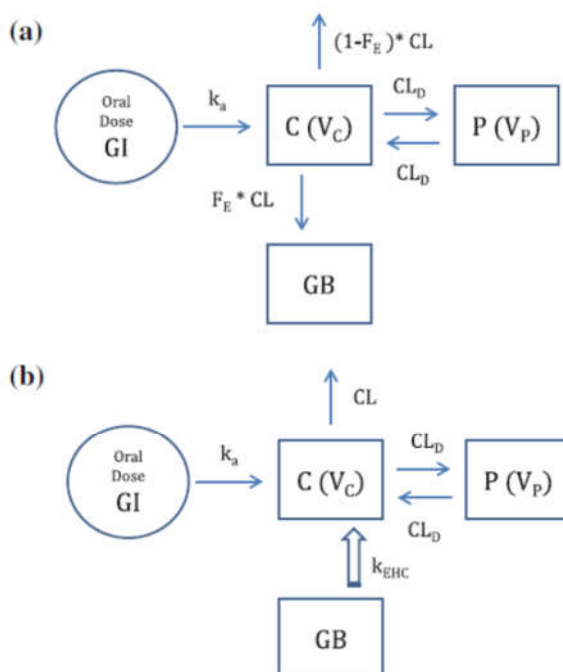 (a)
(1-F_E)* CL
Oral
Dose
GI
k_a
C (V_C)
CL_D
CL_D
P (V_P)
F_E * CL
GB
(b)
CL
Oral
Dose
GI
k_a
C (V_C)
CL_D
CL_D
P (V_P)
k_EHC
GB